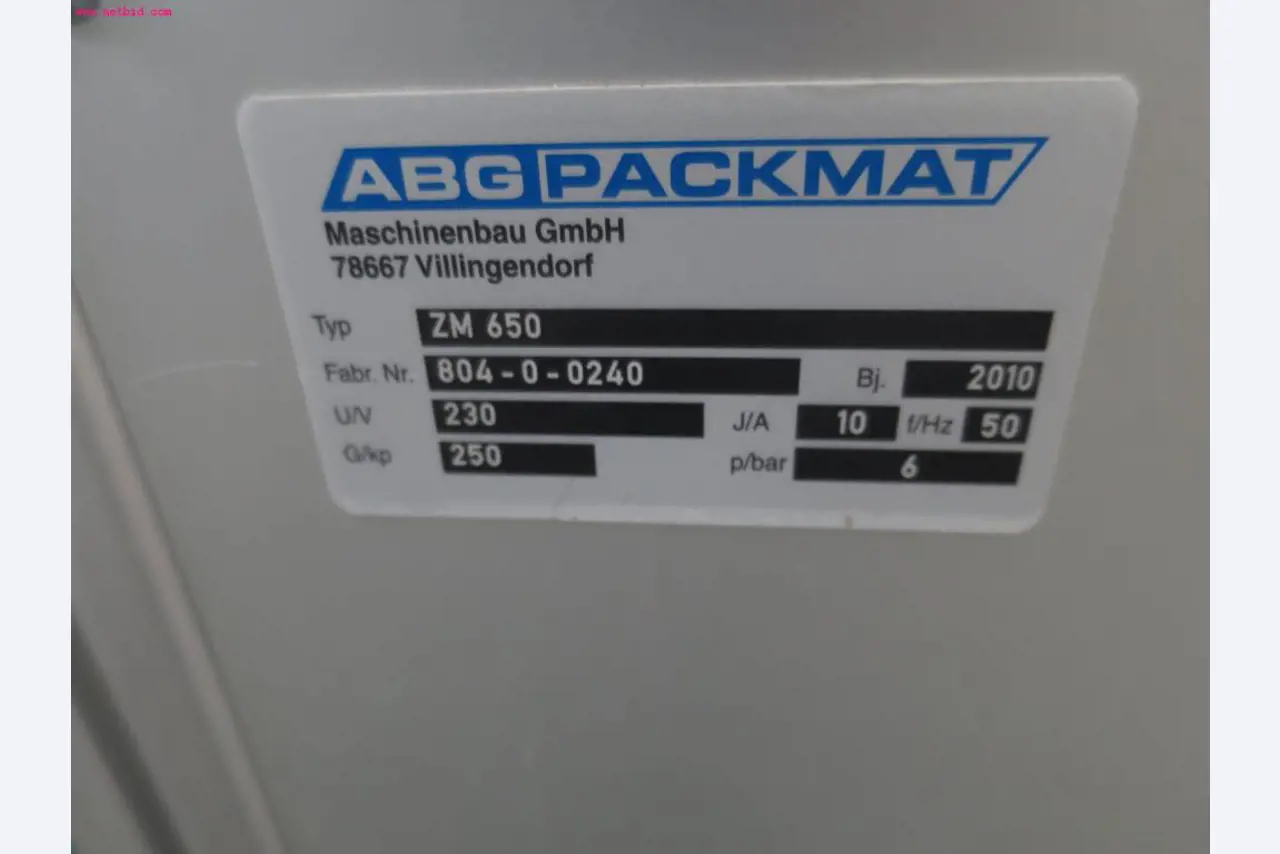 www.netbid.com
ABG PACKMAT
Maschinenbau GmbH
78667 Villingendorf
Typ ZM 650
Fabr. Nr. 804-0-0240 Bj. 2010
U/V 230 J/A 10 f/Hz 50
G/kp 250 p/bar 6